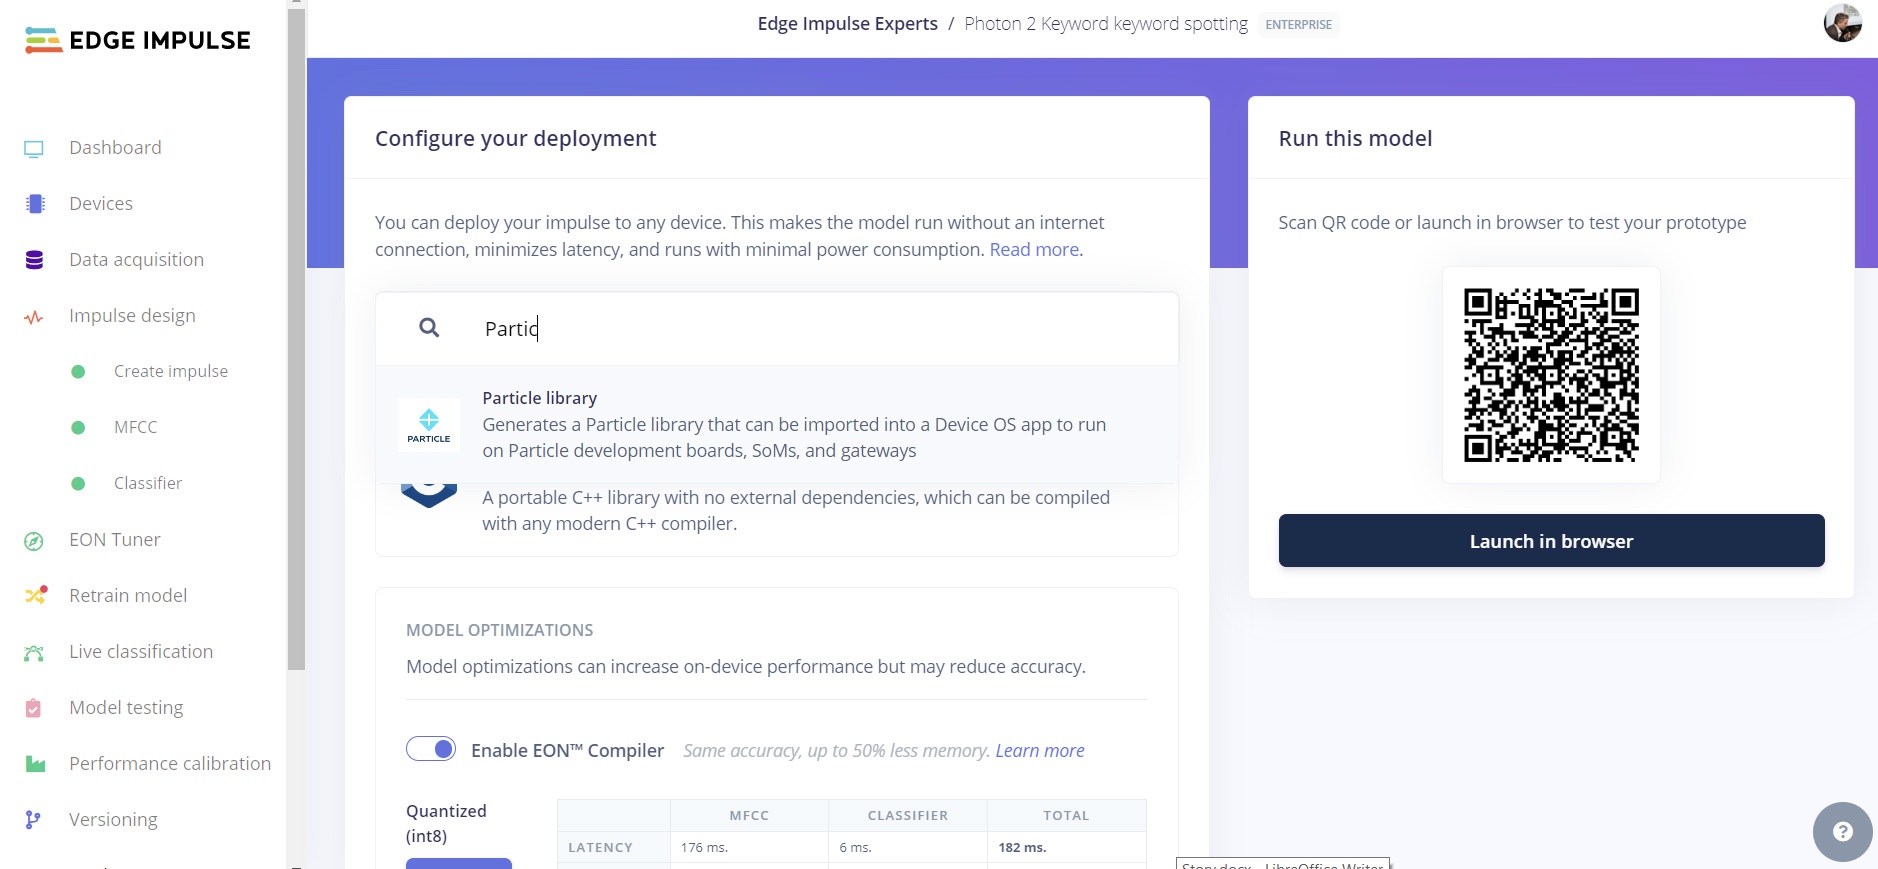 EDGE IMPULSE
Edge Impulse Experts / Photon 2 Keyword keyword spotting ENTERPRISE
Dashboard
Devices
Data acquisition
Impulse design
Create impulse
MFCC
Classifier
EON Tuner
Retrain model
Live classification
Model testing
Performance calibration
Versioning
Configure your deployment
You can deploy your impulse to any device. This makes the model run without an internet
connection, minimizes latency, and runs with minimal power consumption. Read more.
Partic
PARTICLE
Particle library
Generates a Particle library that can be imported into a Device OS app to run
on Particle development boards, SoMs, and gateways
A portable C++ library with no external dependencies, which can be compiled
with any modern C++ compiler.
MODEL OPTIMIZATIONS
Model optimizations can increase on-device performance but may reduce accuracy.
Enable EON™ Compiler Same accuracy, up to 50% less memory. Learn more
Quantized
(int8)
MFCC CLASSIFIER TOTAL
LATENCY 176 ms. 6 ms. 182 ms.
Run this model
Scan QR code or launch in browser to test your prototype
Launch in browser
Story.docx - LibreOffice Writer